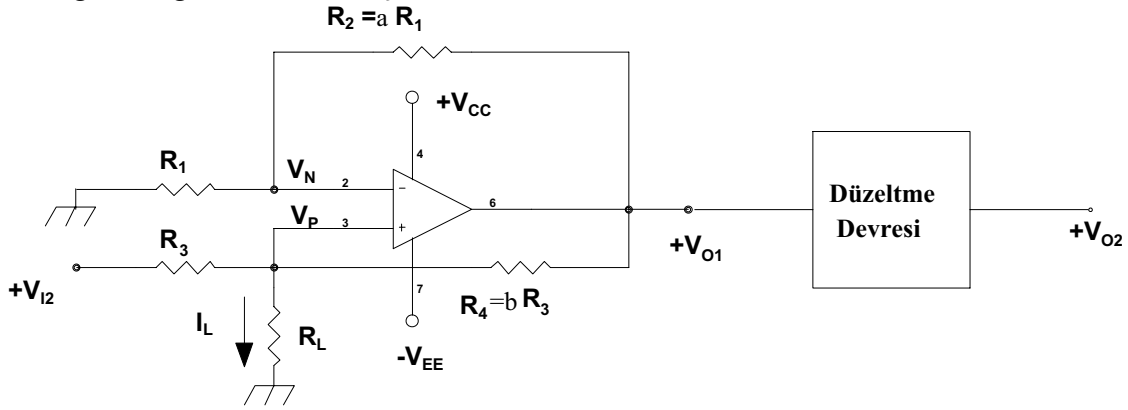 R2 =a R1
+VCC
4
R1
VN
2
−
Düzeltme
Devresi
6
VP
3
+
R3
+VO1
+VO2
+VI2
7
R4=b R3
IL
RL
-VEE